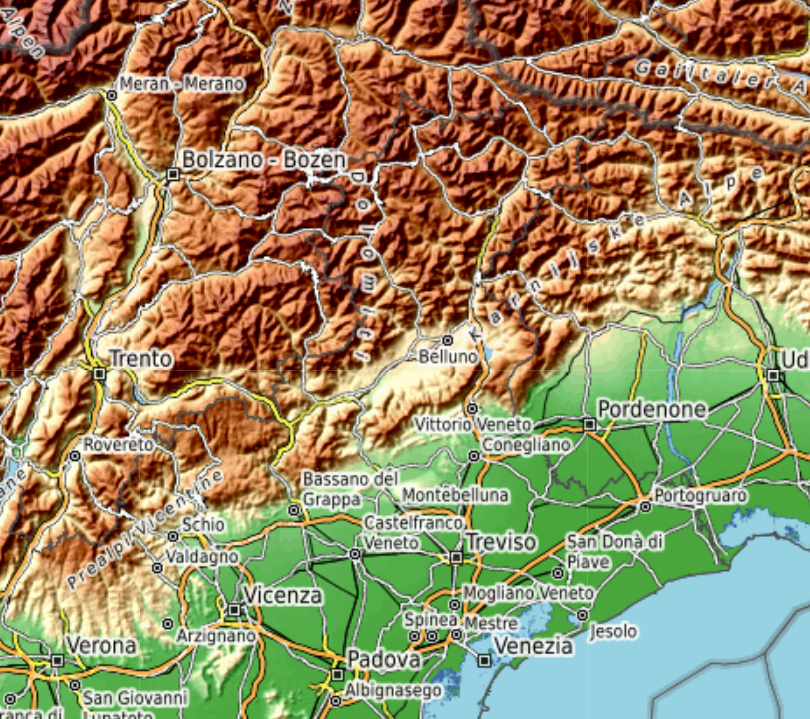 Alpen
Meran - Merano
Gailtaler A
Bolzano - Bozen
Dolomiti
Karnijske Alpe
Belluno
Trento
Ud
Vittorio Veneto
Pordenone
Rovereto
Conegliano
ane
Bassano del
Grappa
Montebelluna
Portogruaro
Prealpi Vicentine
Schio
Castelfranco
Veneto
Treviso
San Donà di
Piave
Valdagno
Vicenza
Mogliano Veneto
Arzignano
Spinea
Mestre
Jesolo
Verona
Padova
Venezia
San Giovanni
Lupatoto
Albignasego
ranca di